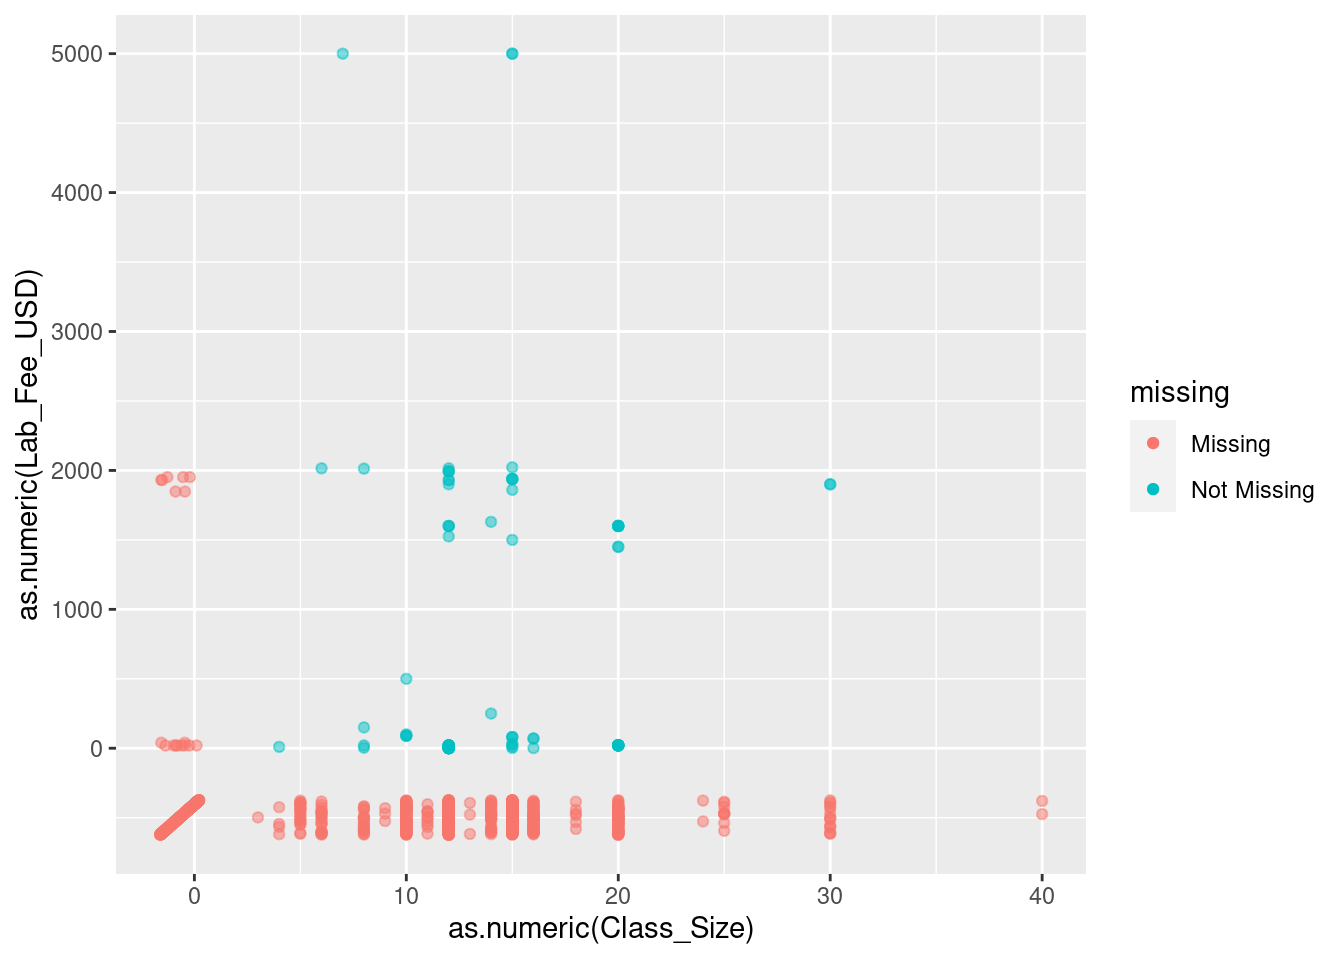 5000
4000
3000
2000
1000
0
as.numeric(Lab_Fee_USD)
0 10 20 30 40
as.numeric(Class_Size)
missing
Missing
Not Missing